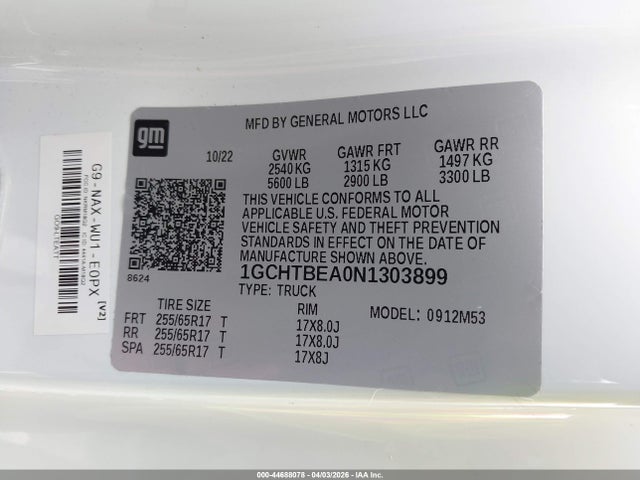 gm
MFD BY GENERAL MOTORS LLC
10/22
GVWR GAWR FRT GAWR RR
2540 KG 1315 KG 1497 KG
5600 LB 2900 LB 3300 LB
THIS VEHICLE CONFORMS TO ALL
APPLICABLE U.S. FEDERAL MOTOR
VEHICLE SAFETY AND THEFT PREVENTION
STANDARDS IN EFFECT ON THE DATE OF
MANUFACTURE SHOWN ABOVE.
8624
1GCHTBEA0N1303899
TYPE: TRUCK
TIRE SIZE RIM MODEL: 0912M53
FRT 255/65R17 T 17X8.0J
RR 255/65R17 T 17X8.0J
SPA 255/65R17 T 17X8J
G9-NAX-WU1-E0PX [V2]
000-44688078 - 04/03/2026 - IAA Inc.